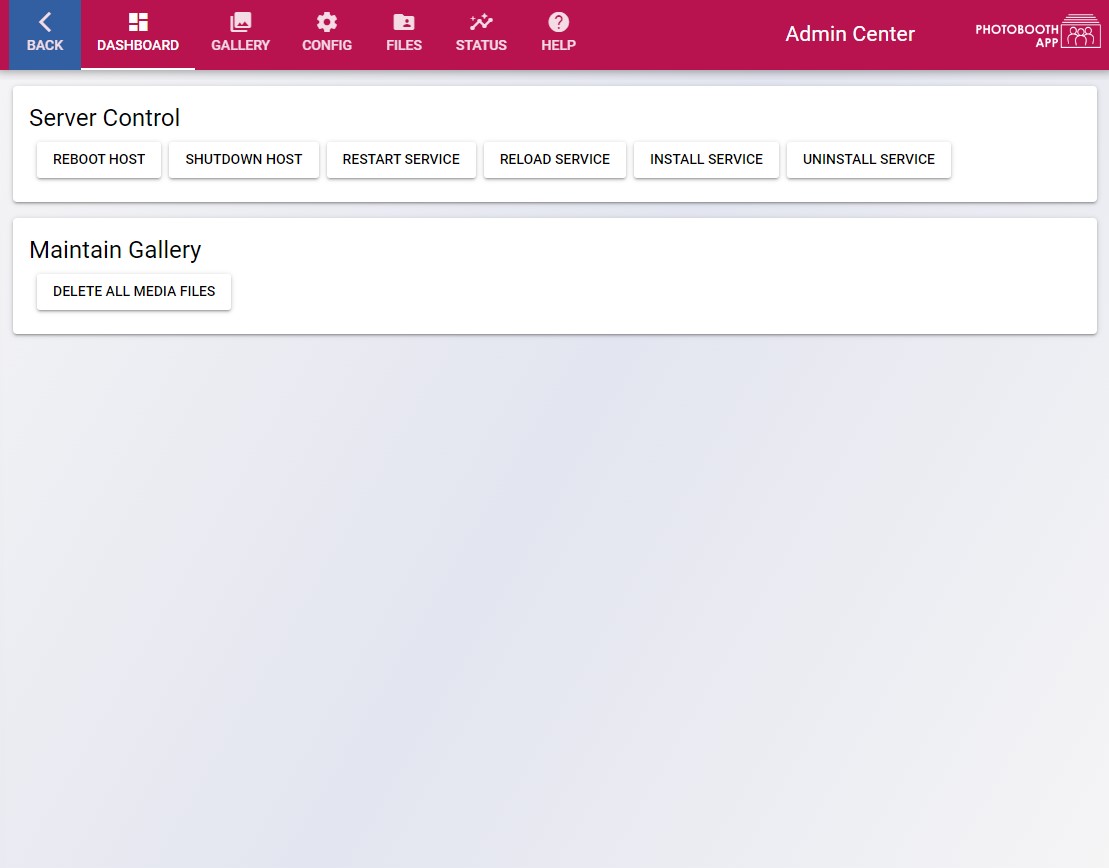 BACK
DASHBOARD
GALLERY
CONFIG
FILES
STATUS
HELP
Admin Center
PHOTOBOOTH
APP
Server Control
REBOOT HOST
SHUTDOWN HOST
RESTART SERVICE
RELOAD SERVICE
INSTALL SERVICE
UNINSTALL SERVICE
Maintain Gallery
DELETE ALL MEDIA FILES